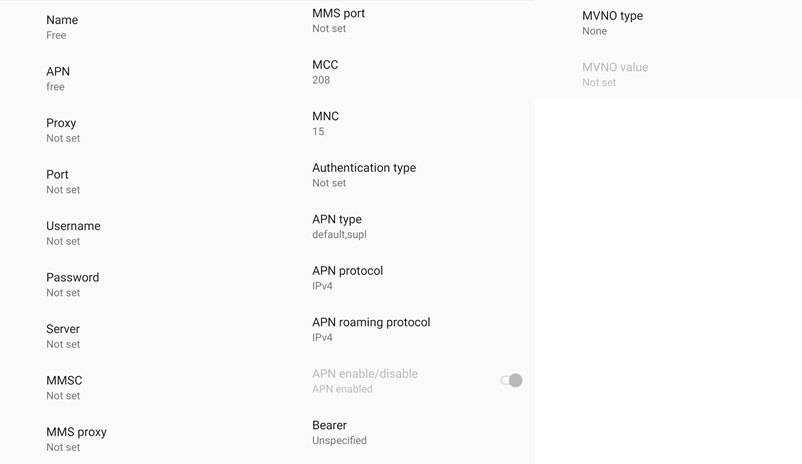 Name
Free
APN
free
Proxy
Not set
Port
Not set
Username
Not set
Password
Not set
Server
Not set
MMSC
Not set
MMS proxy
Not set
MMS port
Not set
MCC
208
MNC
15
Authentication type
Not set
APN type
default,supl
APN protocol
IPv4
APN roaming protocol
IPv4
APN enable/disable
APN enabled
Bearer
Unspecified
MVNO type
None
MVNO value
Not set